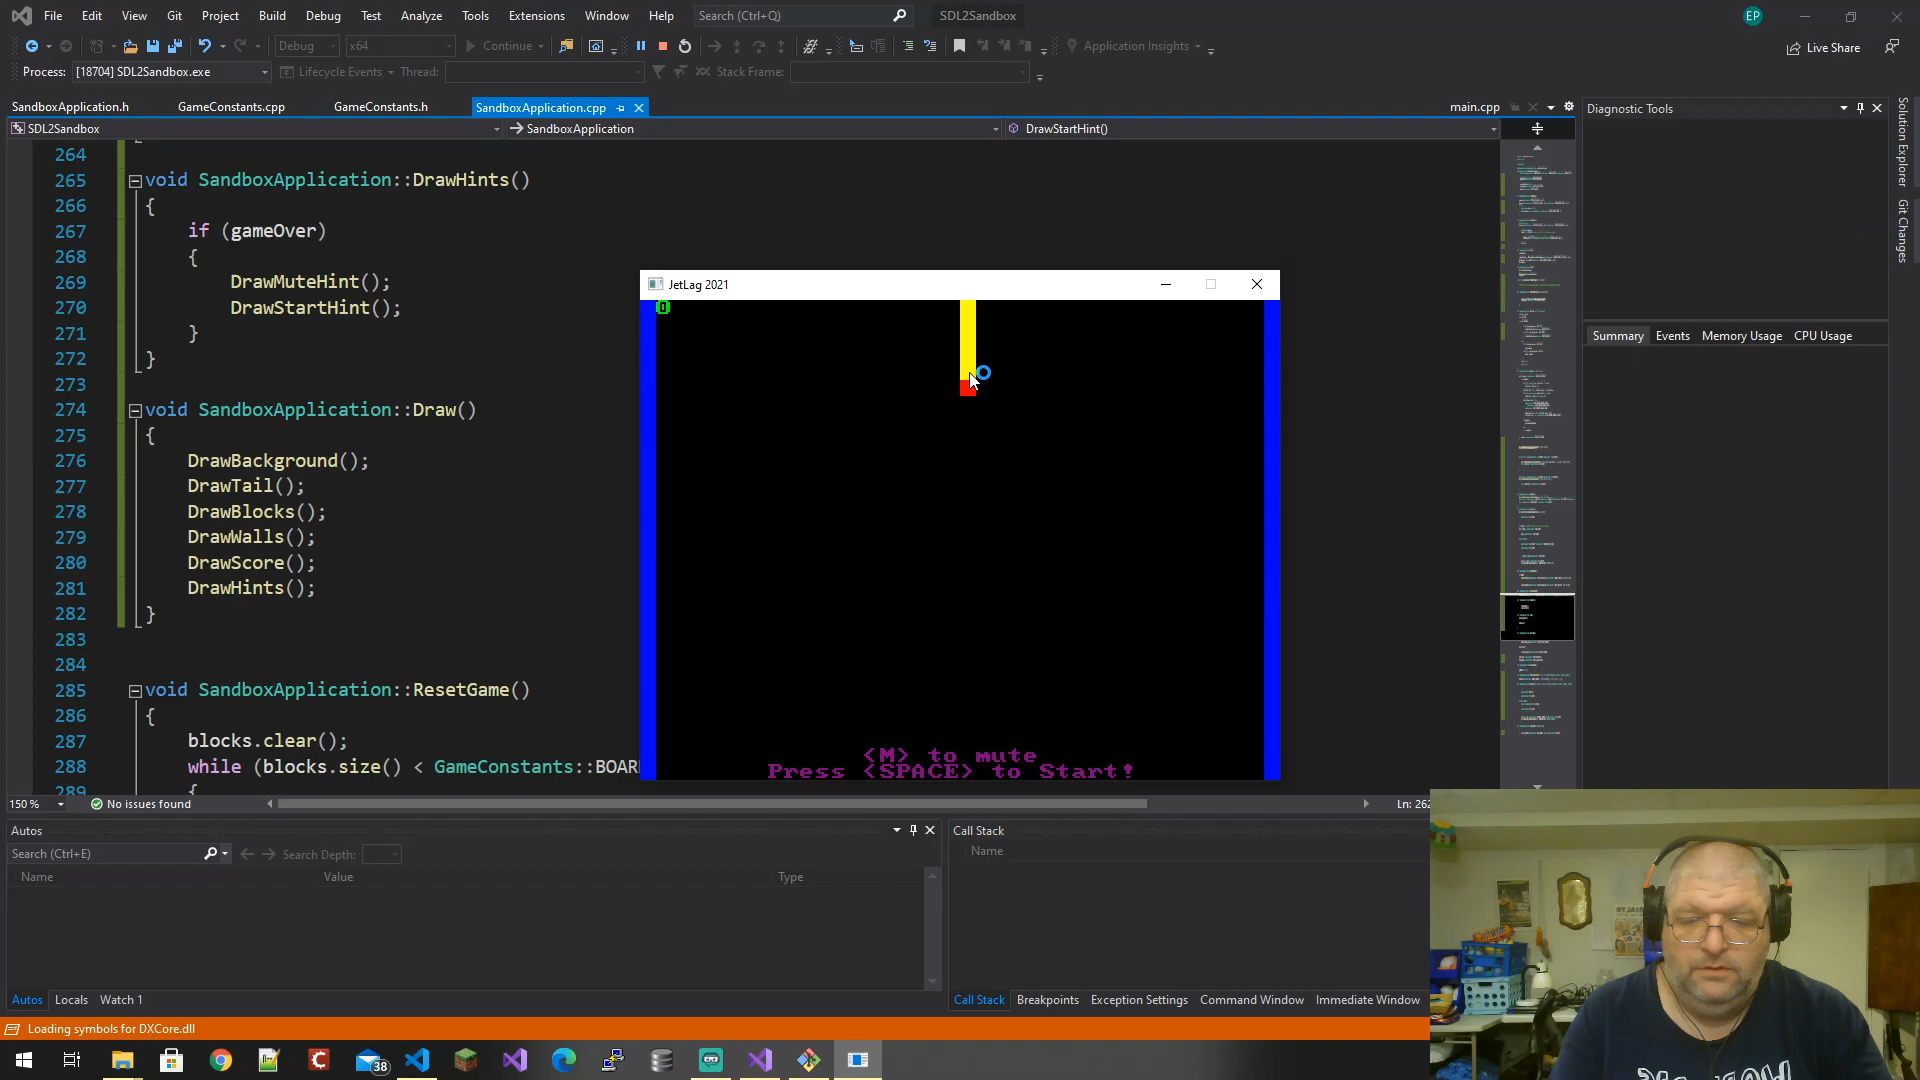 File Edit View Git Project Build Debug Test Analyze Tools Extensions Window Help Search (Ctrl+Q) SDL2Sandbox EP
Debug x64 Continue Application Insights Live Share
Process: [18704] SDL2Sandbox.exe Lifecycle Events Thread: Stack Frame:
SandboxApplication.h GameConstants.cpp GameConstants.h SandboxApplication.cpp main.cpp Diagnostic Tools
SDL2Sandbox SandboxApplication DrawStartHint()
Solution Explorer
Git Changes
264
265 void SandboxApplication::DrawHints()
266 {
267 if (gameOver)
268 {
269 DrawMuteHint();
270 DrawStartHint();
271 }
272 }
273
274 void SandboxApplication::Draw()
275 {
276 DrawBackground();
277 DrawTail();
278 DrawBlocks();
279 DrawWalls();
280 DrawScore();
281 DrawHints();
282 }
283
284
285 void SandboxApplication::ResetGame()
286 {
287 blocks.clear();
288 while (blocks.size() < GameConstants::BOAR
289 {
JetLag 2021
0
<M> to mute
Press <SPACE> to Start!
Summary Events Memory Usage CPU Usage
150 % No issues found Ln: 262
Autos
Search (Ctrl+E) Search Depth:
Name Value Type
Autos Locals Watch 1
Call Stack
Name
Call Stack Breakpoints Exception Settings Command Window Immediate Window
Loading symbols for DXCore.dll
38